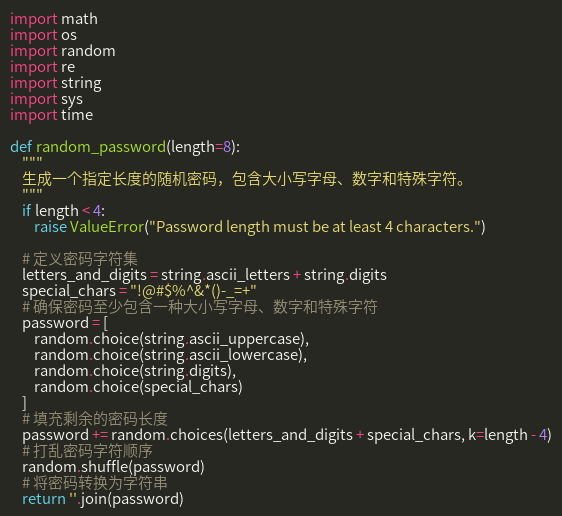 import math
import os
import random
import re
import string
import sys
import time

def random_password(length=8):
    """
    生成一个指定长度的随机密码，包含大小写字母、数字和特殊字符。
    """
    if length < 4:
        raise ValueError("Password length must be at least 4 characters.")

    # 定义密码字符集
    letters_and_digits = string.ascii_letters + string.digits
    special_chars = "!@#$%^&*()-_=+"
    # 确保密码至少包含一种大小写字母、数字和特殊字符
    password = [
        random.choice(string.ascii_uppercase),
        random.choice(string.ascii_lowercase),
        random.choice(string.digits),
        random.choice(special_chars)
    ]
    # 填充剩余的密码长度
    password += random.choices(letters_and_digits + special_chars, k=length - 4)
    # 打乱密码字符顺序
    random.shuffle(password)
    # 将密码转换为字符串
    return ''.join(password)